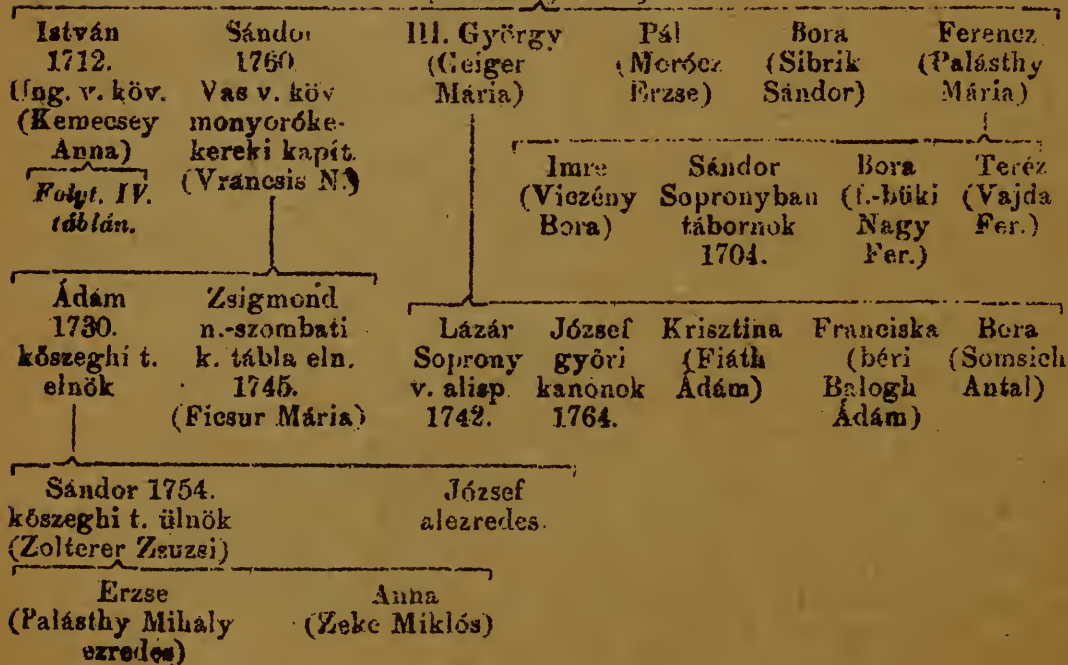 István Sándor III. György Pál Bora Ferencz
1712. 1760. (Geiger (Morócz (Sibrik (Palásthy
Ung. v. köv. Vas v. köv Mária) Erzse) Sándor) Mária)
(Kemecsey monyoróke-
Anna) kereki kapit.
Folyt. IV. (Vrancsis N.)
táblán.
Imre Sándor Bora Teréz
(Viczény Sopronyban (f.-büki (Vajda
Bora) tábornok Nagy Fer.)
1704. Fer.)
Ádám Zsigmond
1730. n.-szombati
kőszeghi t. k. tábla eln.
elnök 1745.
(Ficsur Mária)
Lázár József Krisztina Franciska Bora
Soprony győri (Fiáth (béri (Somsich
v. alisp. kanonok Ádám) Balogh Antal)
1742. 1764. Ádám)
Sándor 1754. József
kőszeghi t. ülnök alezredes.
(Zolterer Zsuzsi)
Erzse Anna
(Palásthy Mihály (Zeke Miklós)
ezredes)